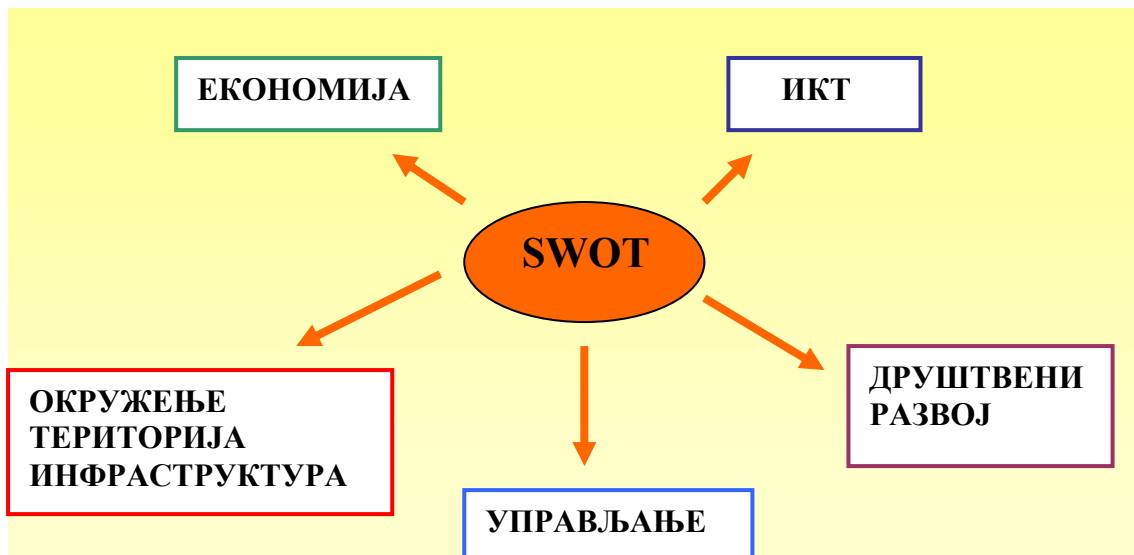 ЕКОНОМИЈА
ИКТ
SWOT
ОКРУЖЕЊЕ
ТЕРИТОРИЈА
ИНФРАСТРУКТУРА
ДРУШТВЕНИ
РАЗВОЈ
УПРАВЉАЊЕ